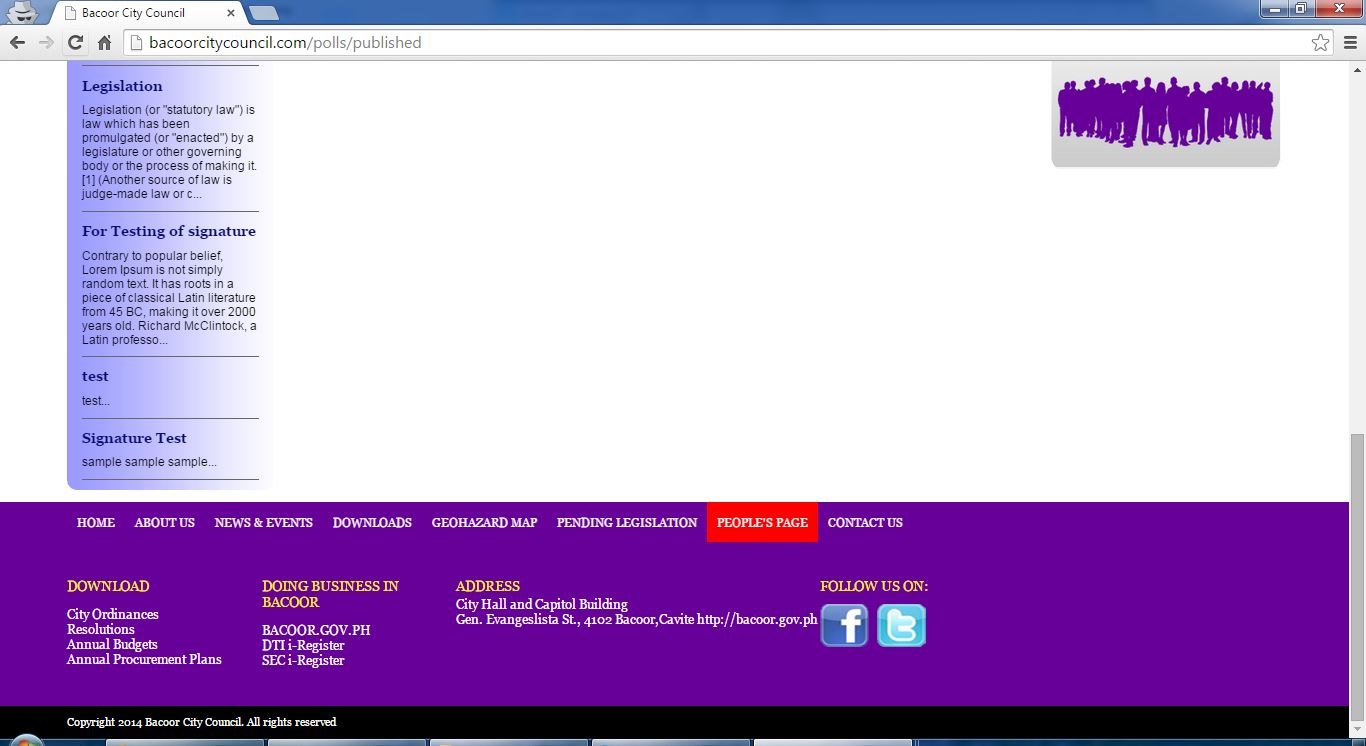 Bacoor City Council
bacoorcitycouncil.com/polls/published
Legislation
Legislation (or "statutory law") is
law which has been
promulgated (or "enacted") by a
legislature or other governing
body or the process of making it.
[1] (Another source of law is
judge-made law or c...
For Testing of signature
Contrary to popular belief,
Lorem Ipsum is not simply
random text. It has roots in a
piece of classical Latin literature
from 45 BC, making it over 2000
years old. Richard McClintock, a
Latin professo...
test
test...
Signature Test
sample sample sample...
HOME ABOUT US NEWS & EVENTS DOWNLOADS GEOHAZARD MAP PENDING LEGISLATION PEOPLE'S PAGE CONTACT US
DOWNLOAD
City Ordinances
Resolutions
Annual Budgets
Annual Procurement Plans
DOING BUSINESS IN
BACOOR
BACOOR.GOV.PH
DTI i-Register
SEC i-Register
ADDRESS
City Hall and Capitol Building
Gen. Evangeslista St., 4102 Bacoor,Cavite http://bacoor.gov.ph
FOLLOW US ON:
Copyright 2014 Bacoor City Council. All rights reserved